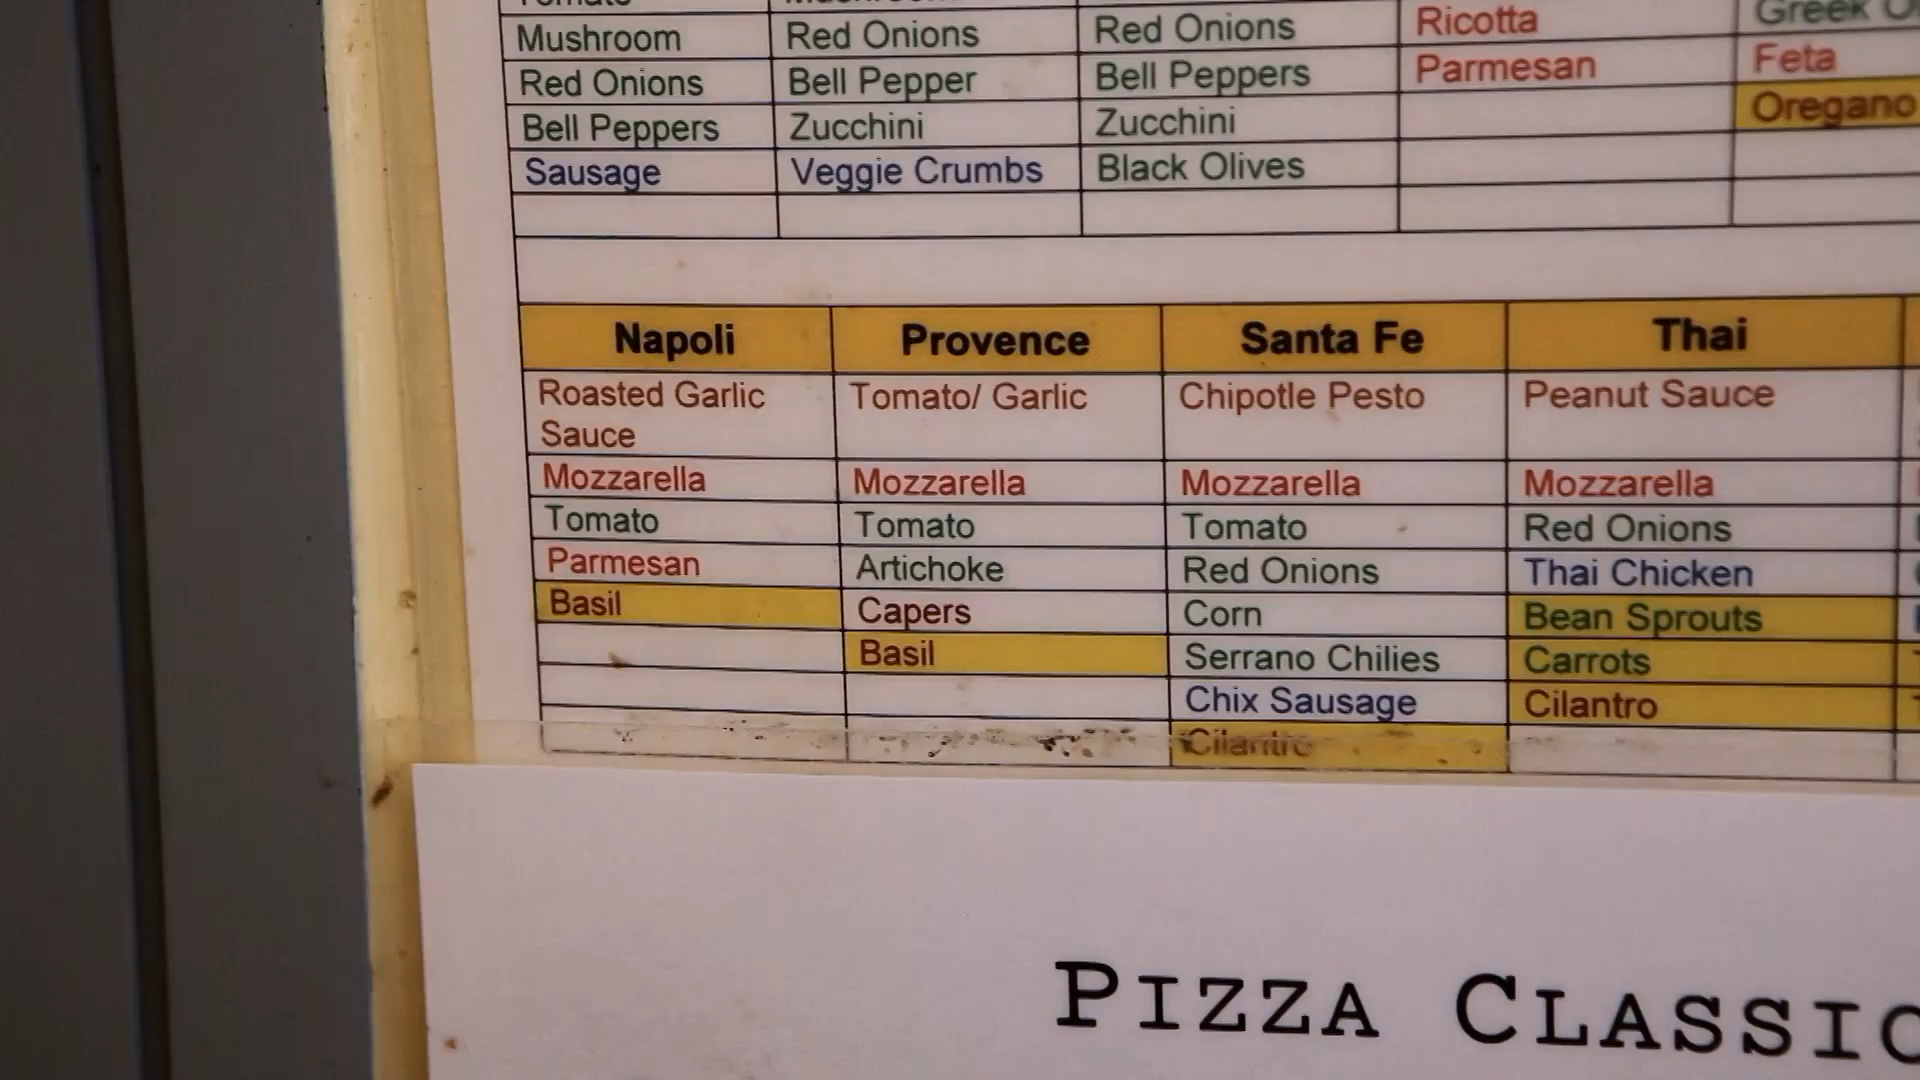 Mushroom Red Onions Red Onions Ricotta Greek
Red Onions Bell Pepper Bell Peppers Parmesan Feta
Bell Peppers Zucchini Zucchini Oregano
Sausage Veggie Crumbs Black Olives
Napoli Provence Santa Fe Thai
Roasted Garlic Tomato/ Garlic Chipotle Pesto Peanut Sauce
Sauce
Mozzarella Mozzarella Mozzarella Mozzarella
Tomato Tomato Tomato Red Onions
Parmesan Artichoke Red Onions Thai Chicken
Basil Capers Corn Bean Sprouts
Basil Serrano Chilies Carrots
Chix Sausage Cilantro
Cilantro
PIZZA CLASSIC